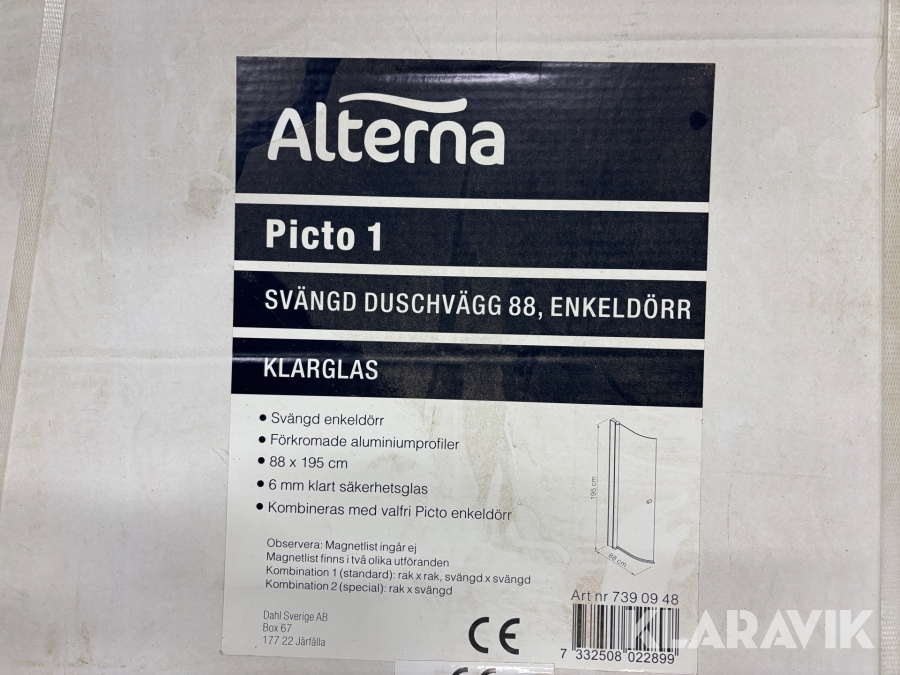 Alterna
Picto 1
SVÄNGD DUSCHVÄGG 88, ENKELDÖRR
KLARGLAS
• Svängd enkeldörr
• Förkromade aluminiumprofiler
• 88 x 195 cm
• 6 mm klart säkerhetsglas
• Kombineras med valfri Picto enkeldörr
195 cm
88 cm
Observera: Magnetlist ingår ej
Magnetlist finns i två olika utföranden
Kombination 1 (standard): rak x rak, svängd x svängd
Kombination 2 (special): rak x svängd
Dahl Sverige AB
Box 67
177 22 Järfälla
CE
Art nr 739 09 48
7 332508 022899
KLARAVIK